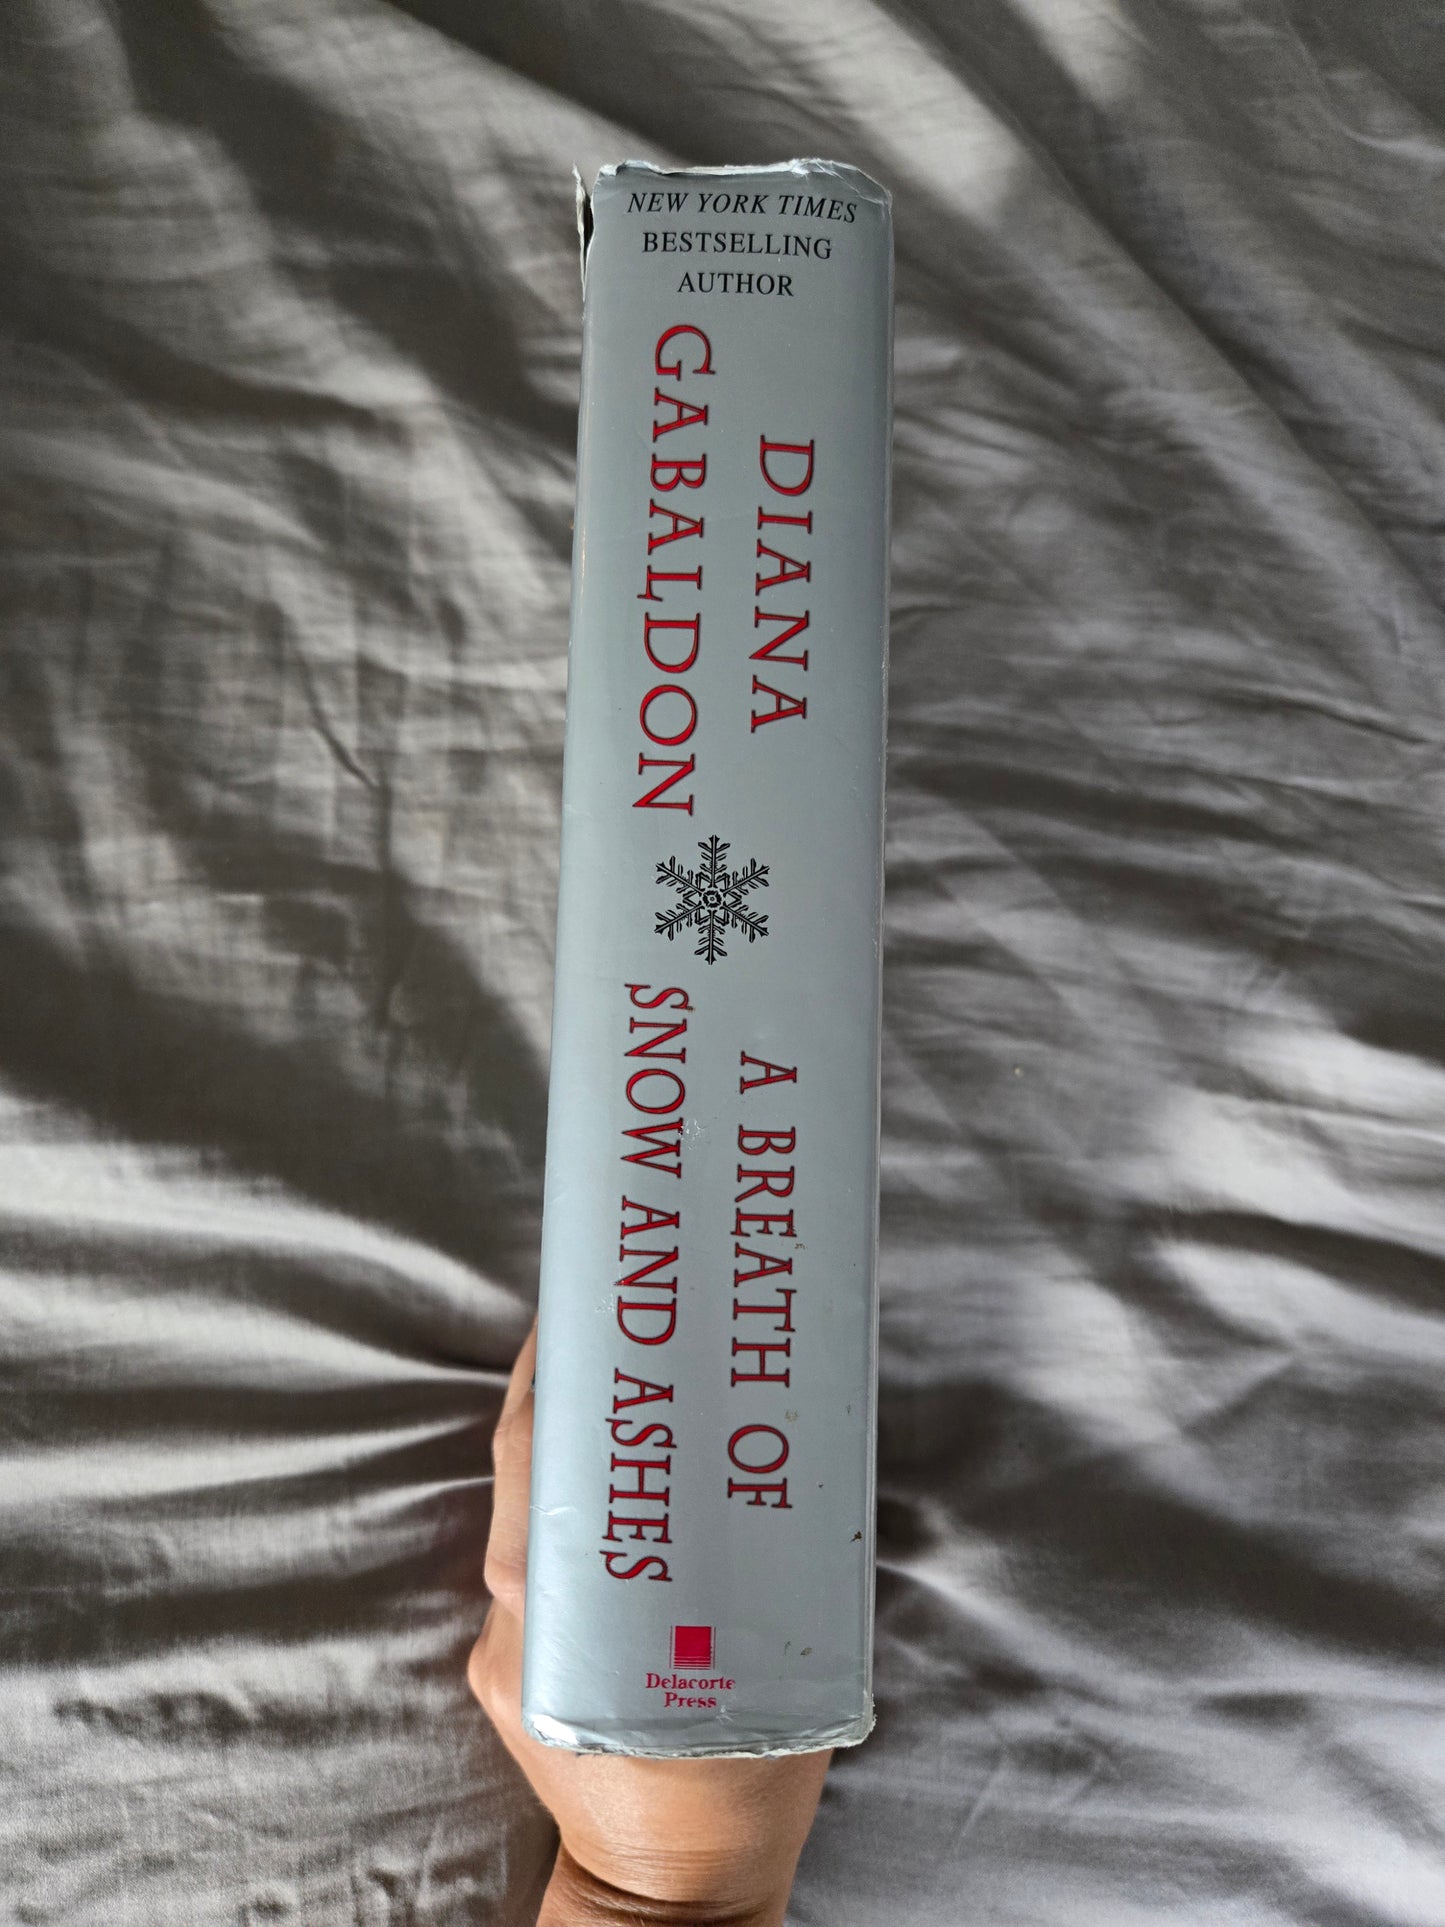 NEW YORK TIMES
BESTSELLING
AUTHOR
DIANA
GABALDON
A BREATH OF
SNOW AND ASHES
Delacorte
Press